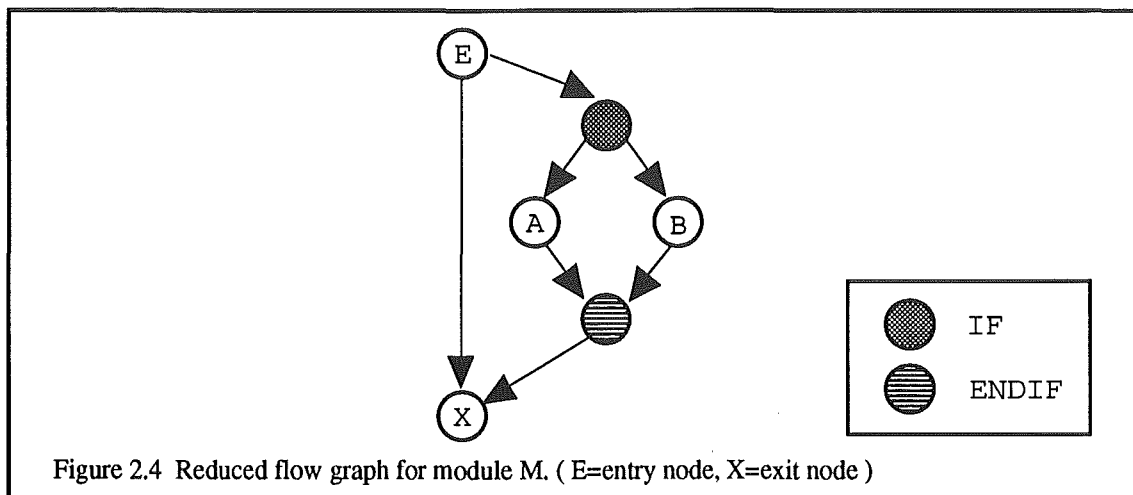 E
A
B
X
IF
ENDIF
Figure 2.4 Reduced flow graph for module M. ( E=entry node, X=exit node )